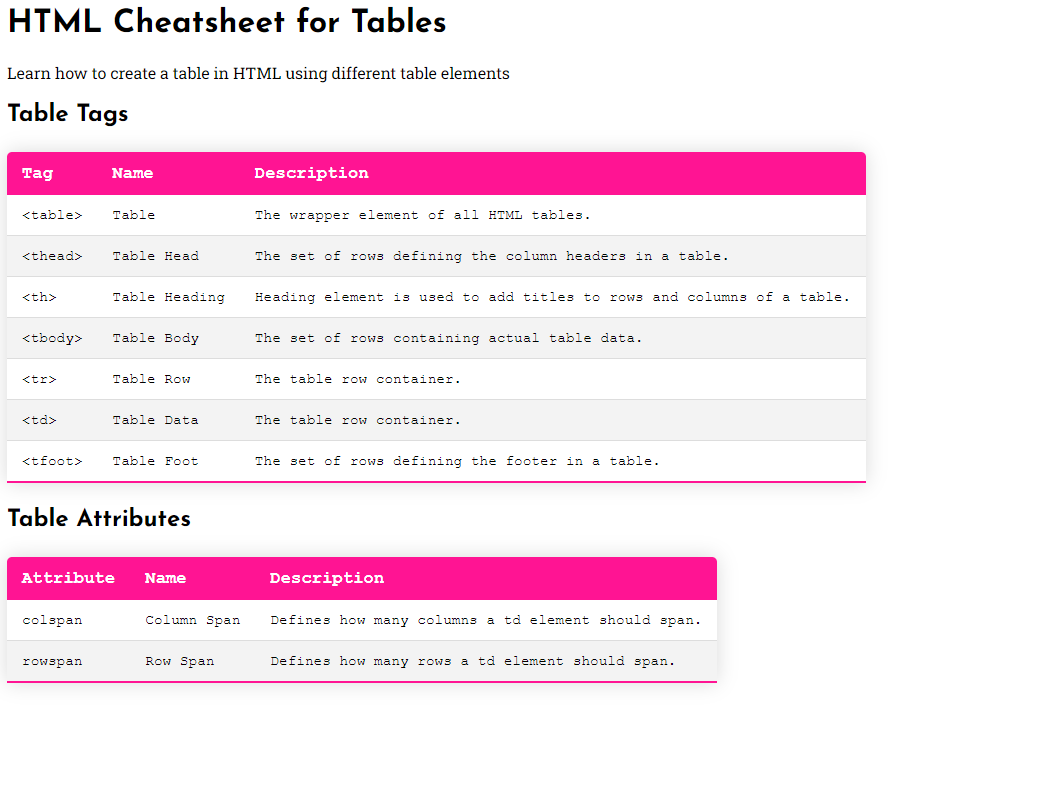 HTML Cheatsheet for Tables
Learn how to create a table in HTML using different table elements
Table Tags
Tag Name Description
<table> Table The wrapper element of all HTML tables.
<thead> Table Head The set of rows defining the column headers in a table.
<th> Table Heading Heading element is used to add titles to rows and columns of a table.
<tbody> Table Body The set of rows containing actual table data.
<tr> Table Row The table row container.
<td> Table Data The table row container.
<tfoot> Table Foot The set of rows defining the footer in a table.
Table Attributes
Attribute Name Description
colspan Column Span Defines how many columns a td element should span.
rowspan Row Span Defines how many rows a td element should span.